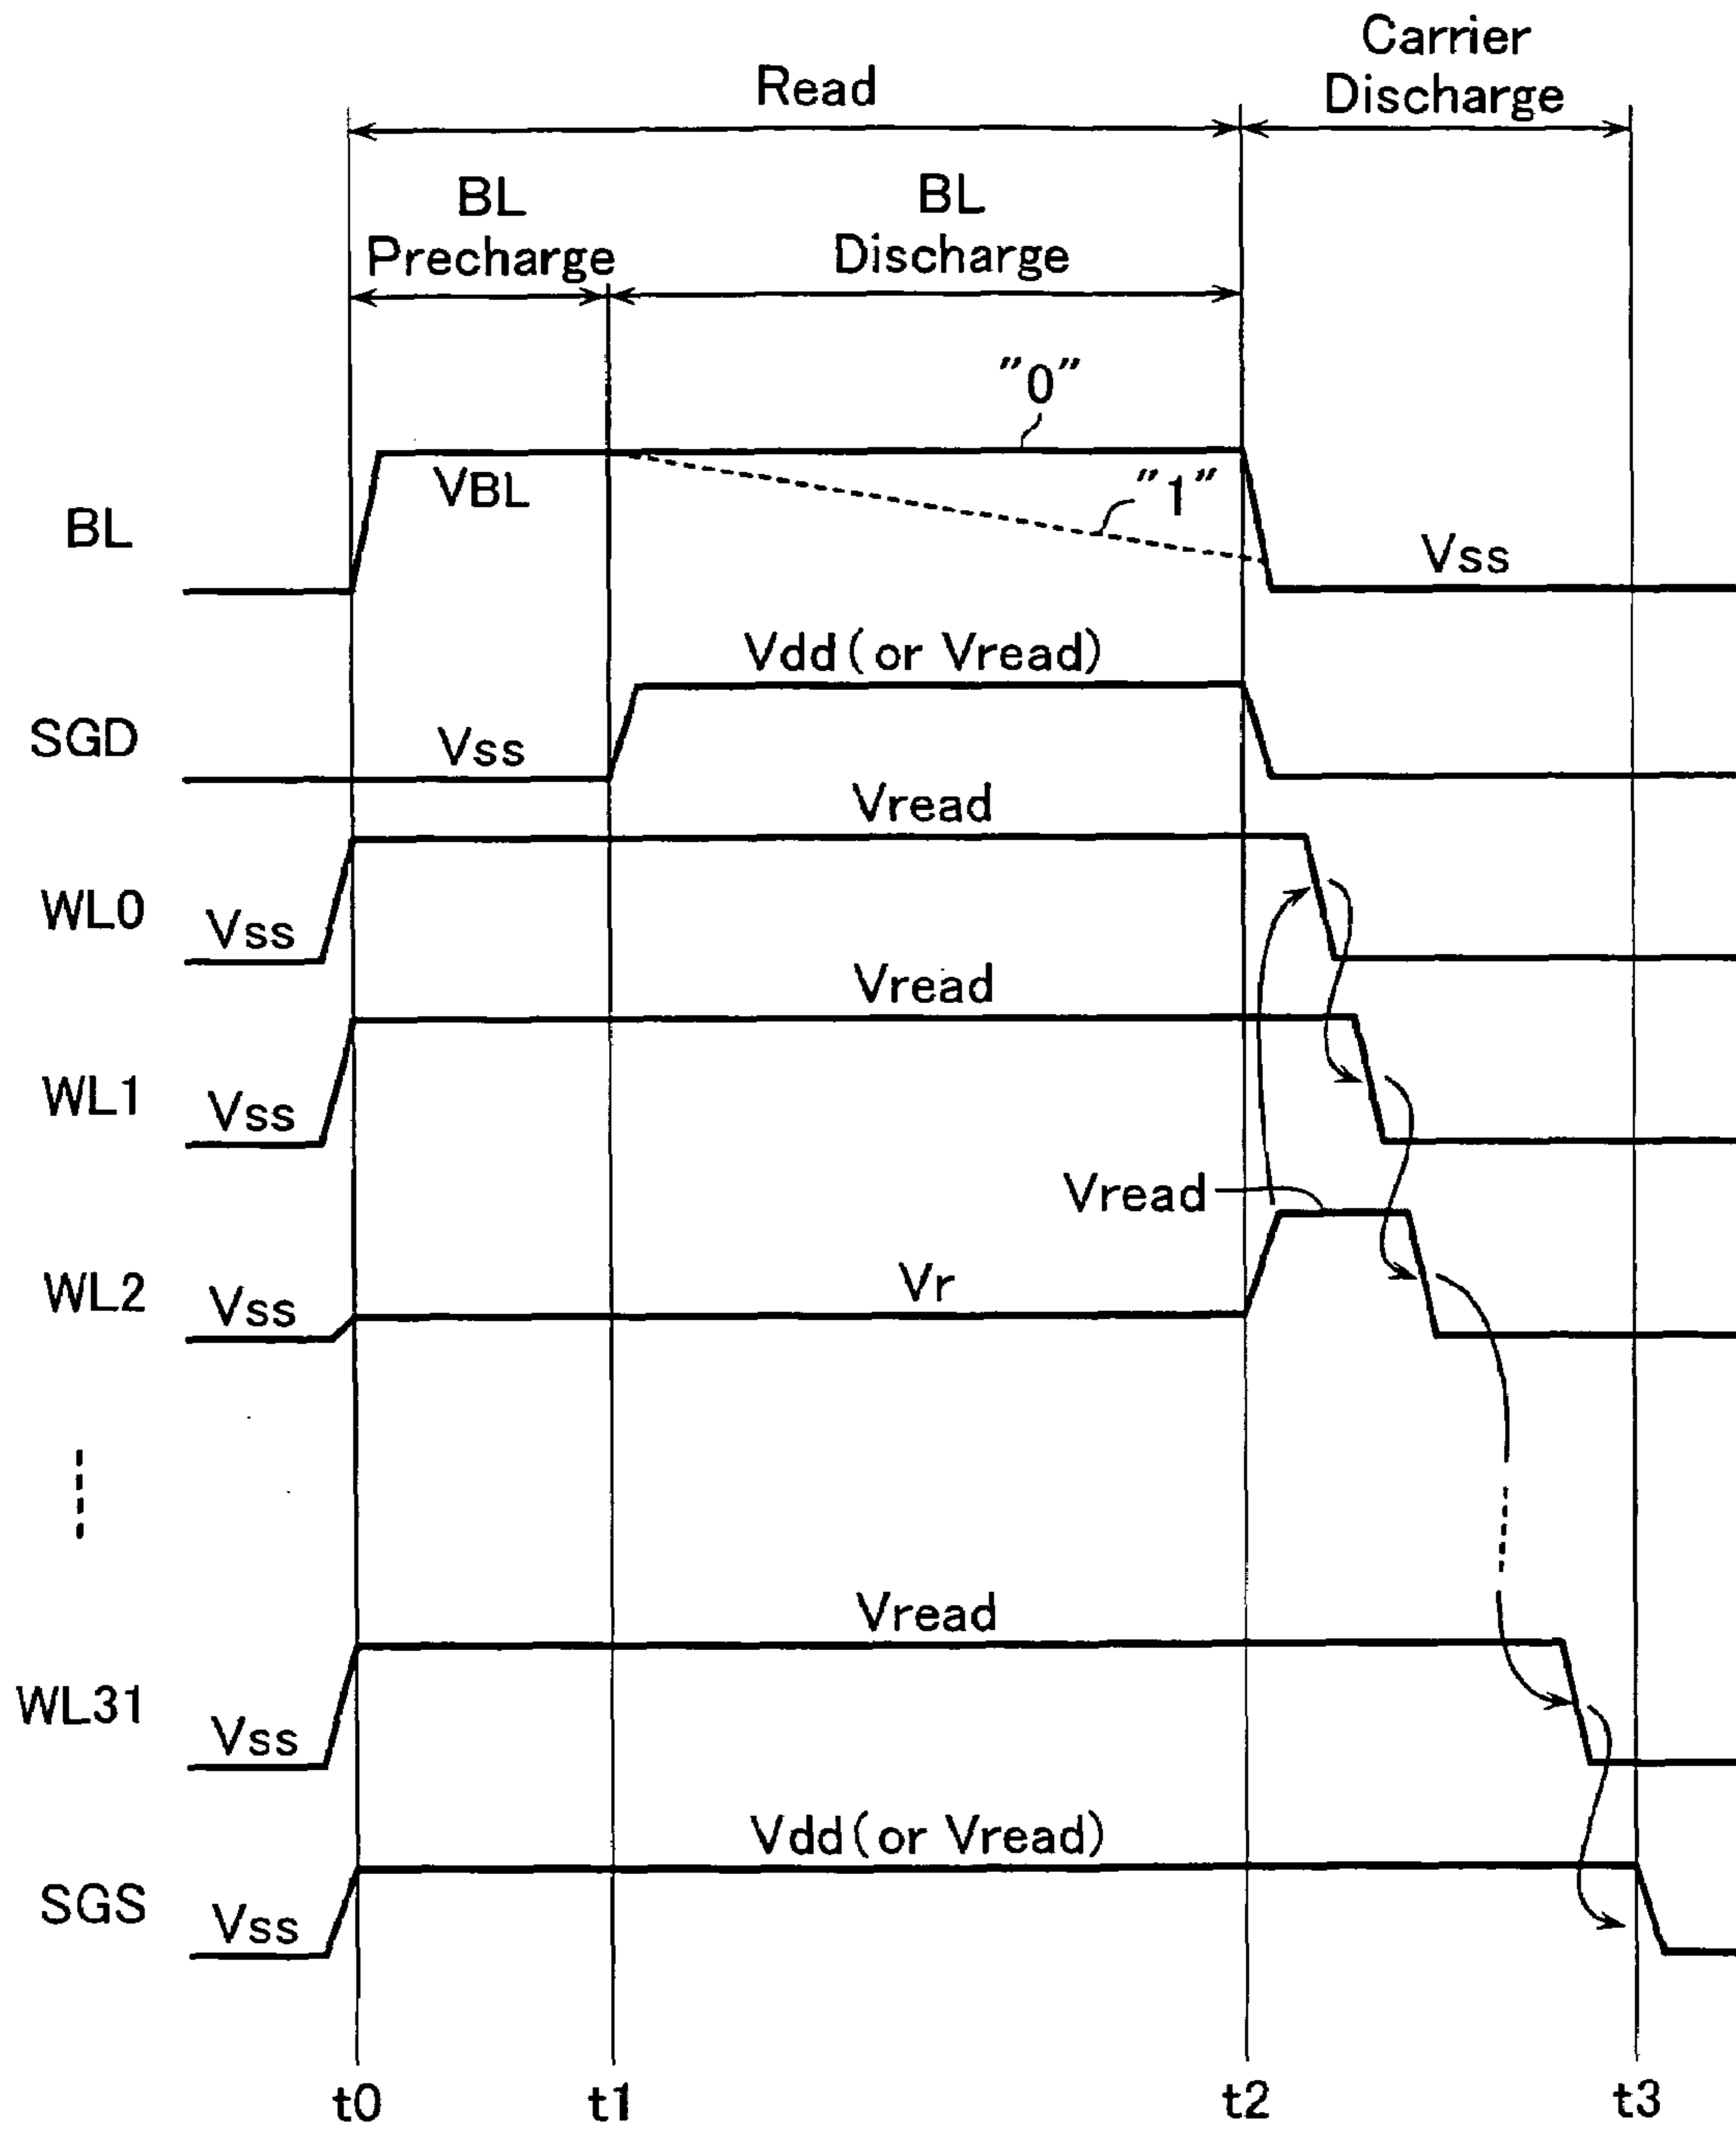 Carrier
Discharge
Read
BL
Precharge
BL
Discharge
"0"
VBL
"1"
BL
Vss
Vdd(or Vread)
SGD
Vss
Vread
WL0
Vss
Vread
WL1
Vss
Vread
WL2
Vss
Vr
Vread
WL31
Vss
Vdd(or Vread)
SGS
Vss
t0
t1
t2
t3